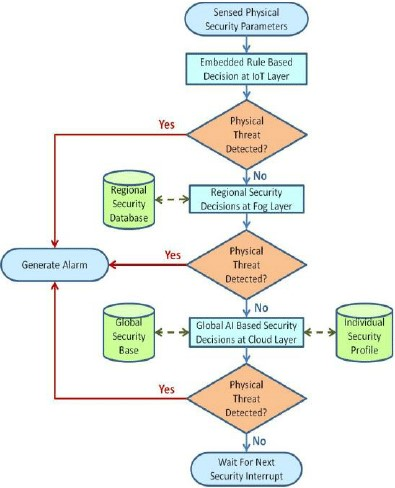 Sensed Physical
Security Parameters
Embedded Rule Based
Decision at IoT Layer
Yes
Physical
Threat
Detected?
No
Regional
Security
Database
Regional Security
Decisions at Fog Layer
Generate Alarm
Yes
Physical
Threat
Detected?
No
Global
Security
Base
Global AI Based Security
Decisions at Cloud Layer
Individual
Security
Profile
Yes
Physical
Threat
Detected?
No
Wait For Next
Security Interrupt